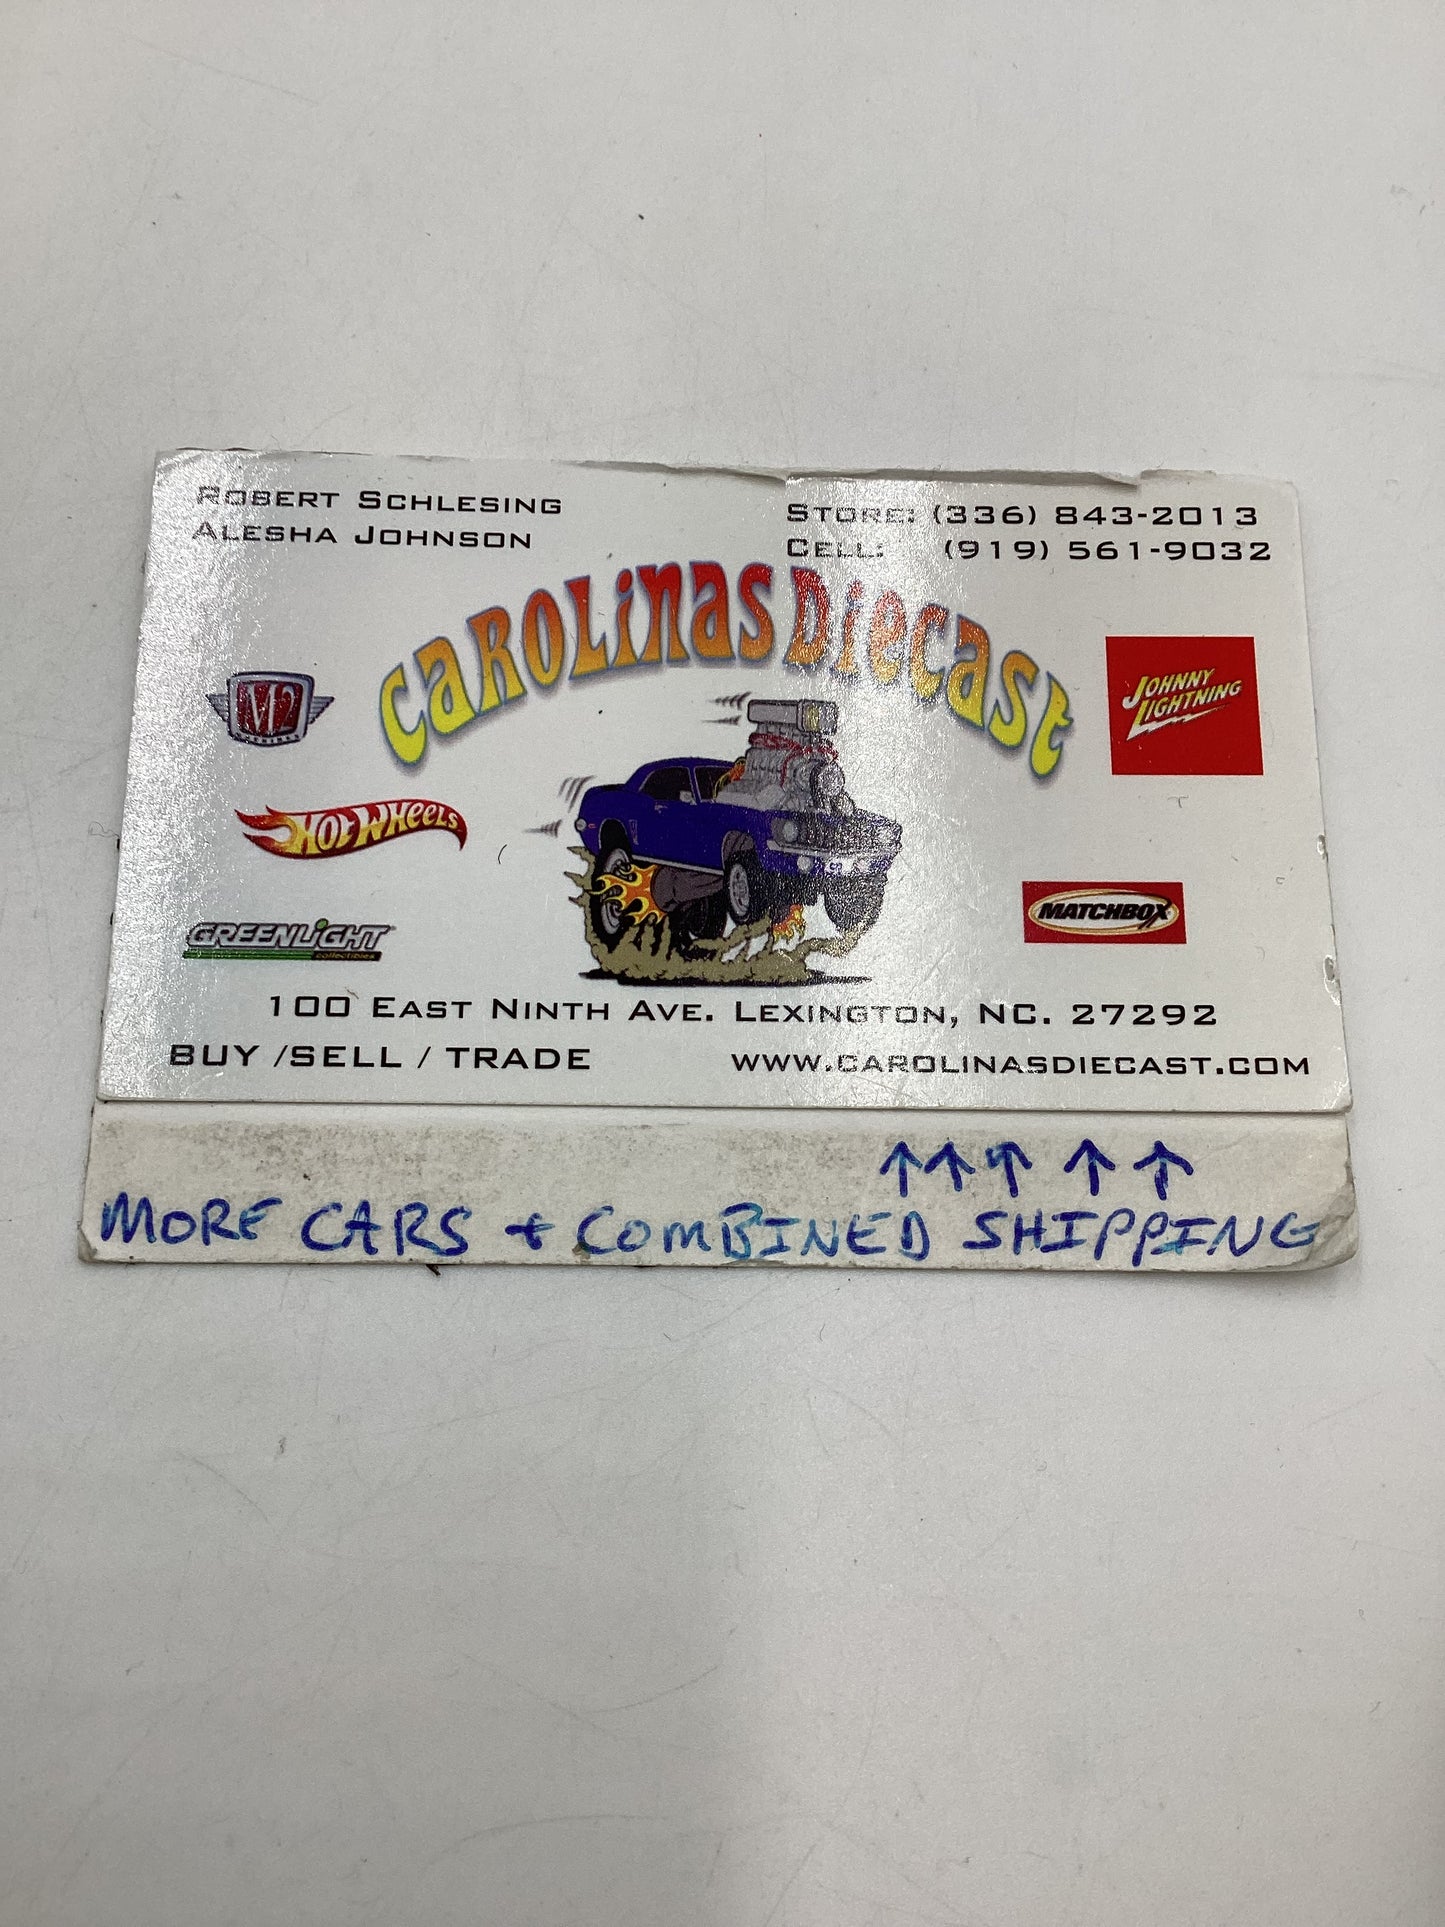 ROBERT SCHLESING
ALESHA JOHNSON
STORE: (336) 843-2013
CELL: (919) 561-9032
CAROLINAS DIECAST
M2
MACHINES
JOHNNY
LIGHTNING
HOT WHEELS
MATCHBOX
GREENLIGHT
collectibles
100 EAST NINTH AVE. LEXINGTON, NC. 27292
BUY /SELL / TRADE
WWW.CAROLINASDIECAST.COM
↑↑↑↑↑
MORE CARS + COMBINED SHIPPING